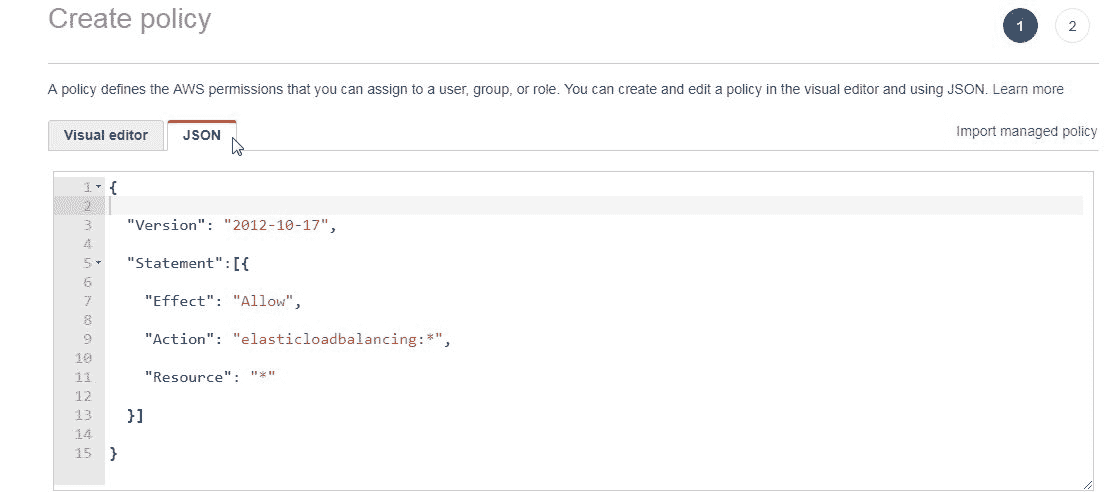 Create policy
1 2
A policy defines the AWS permissions that you can assign to a user, group, or role. You can create and edit a policy in the visual editor and using JSON. Learn more
Visual editor JSON Import managed policy
1 {
2
3 "Version": "2012-10-17",
4
5 "Statement":[{
6
7 "Effect": "Allow",
8
9 "Action": "elasticloadbalancing:*",
10
11 "Resource": "*"
12
13 }]
14
15 }